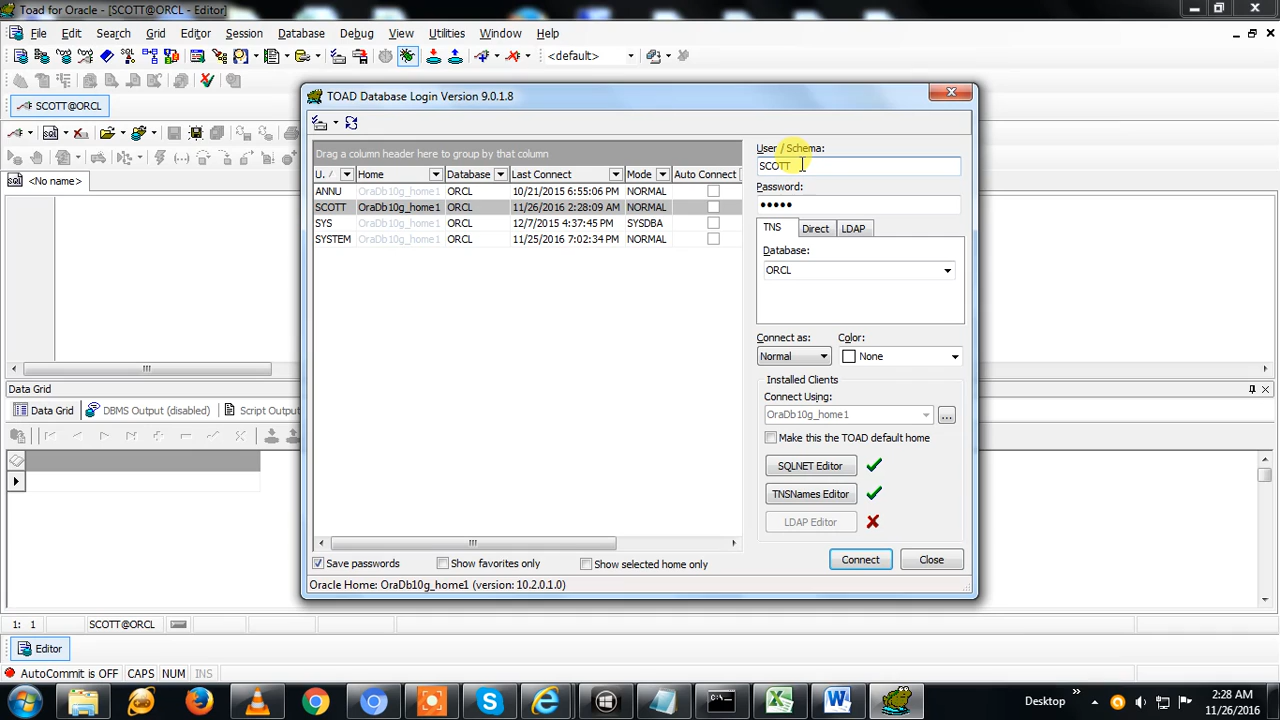 Toad for Oracle - [SCOTT@ORCL - Editor]
File Edit Search Grid Editor Session Database Debug View Utilities Window Help
<default>
SCOTT@ORCL
sql
sql <No name>
TOAD Database Login Version 9.0.1.8
Drag a column header here to group by that column
U. Home Database Last Connect Mode Auto Connect
ANNU OraDb10g_home1 ORCL 10/21/2015 6:55:06 PM NORMAL
SCOTT OraDb10g_home1 ORCL 11/26/2016 2:28:09 AM NORMAL
SYS OraDb10g_home1 ORCL 12/7/2015 4:37:45 PM SYSDBA
SYSTEM OraDb10g_home1 ORCL 11/25/2016 7:02:34 PM NORMAL
User / Schema:
SCOTT
Password:
TNS Direct LDAP
Database:
ORCL
Connect as: Color:
Normal None
Installed Clients
Connect Using:
OraDb10g_home1 ...
Make this the TOAD default home
SQLNET Editor
TNSNames Editor
LDAP Editor
Connect Close
Save passwords Show favorites only Show selected home only
Oracle Home: OraDb10g_home1 (version: 10.2.0.1.0)
Data Grid
Data Grid DBMS Output (disabled) Script Output
1: 1 SCOTT@ORCL
Editor
AutoCommit is OFF CAPS NUM INS
Desktop 2:28 AM
11/26/2016